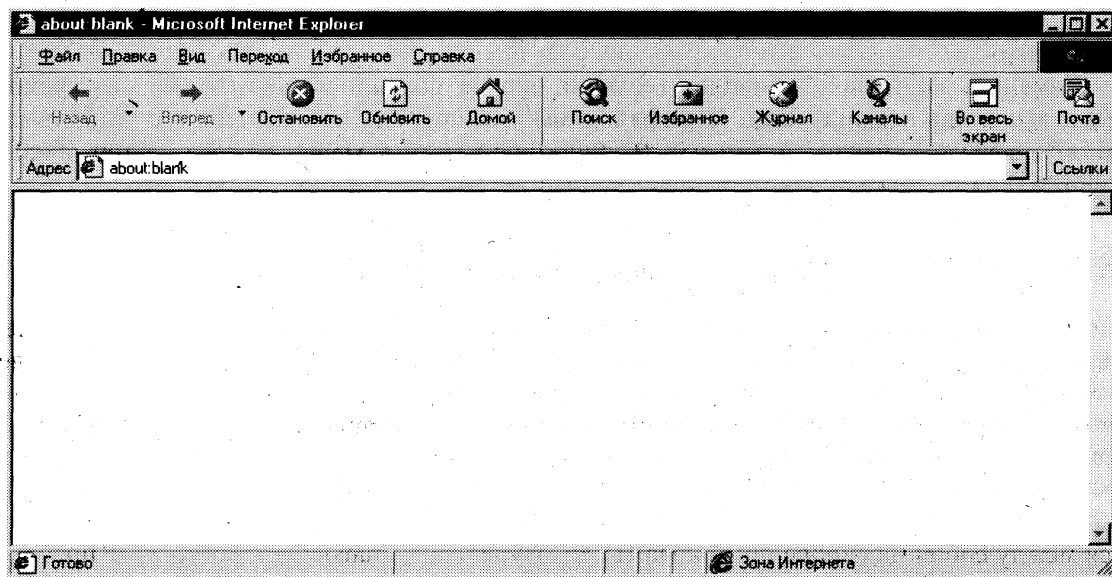 about:blank - Microsoft Internet Explorer
Файл Правка Вид Переход Избранное Справка
Назад Вперед Остановить Обновить Домой Поиск Избранное Журнал Каналы Во весь экран Почта
Адрес about:blank Ссылки
Готово Зона Интернета